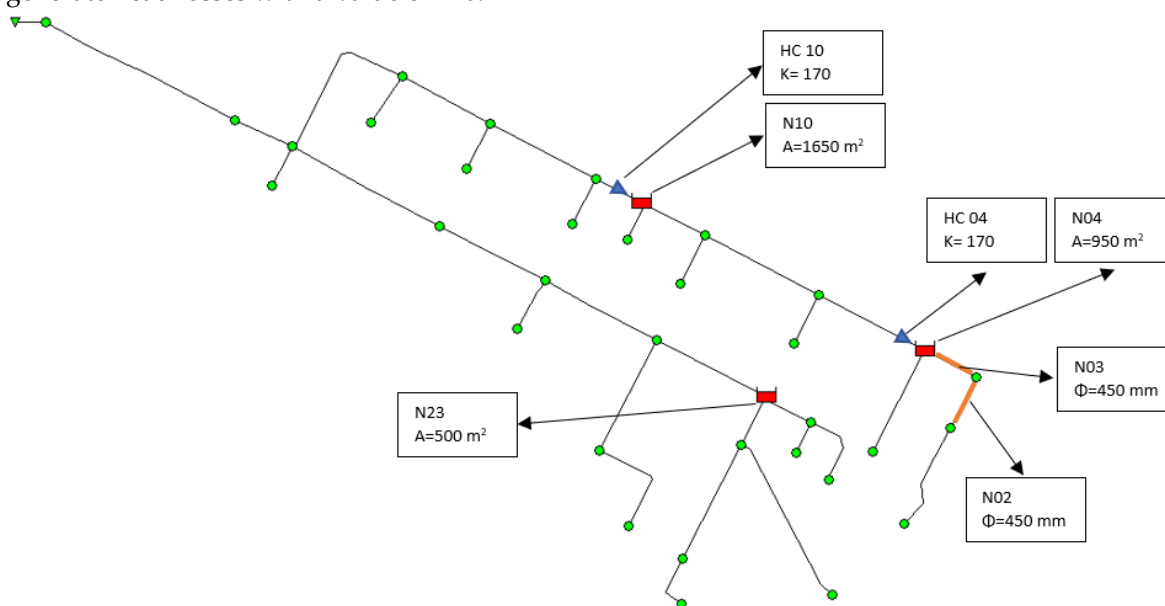 HC 10
K= 170
N10
A=1650 m²
HC 04
K= 170
N04
A=950 m²
N03
Φ=450 mm
N23
A=500 m²
N02
Φ=450 mm